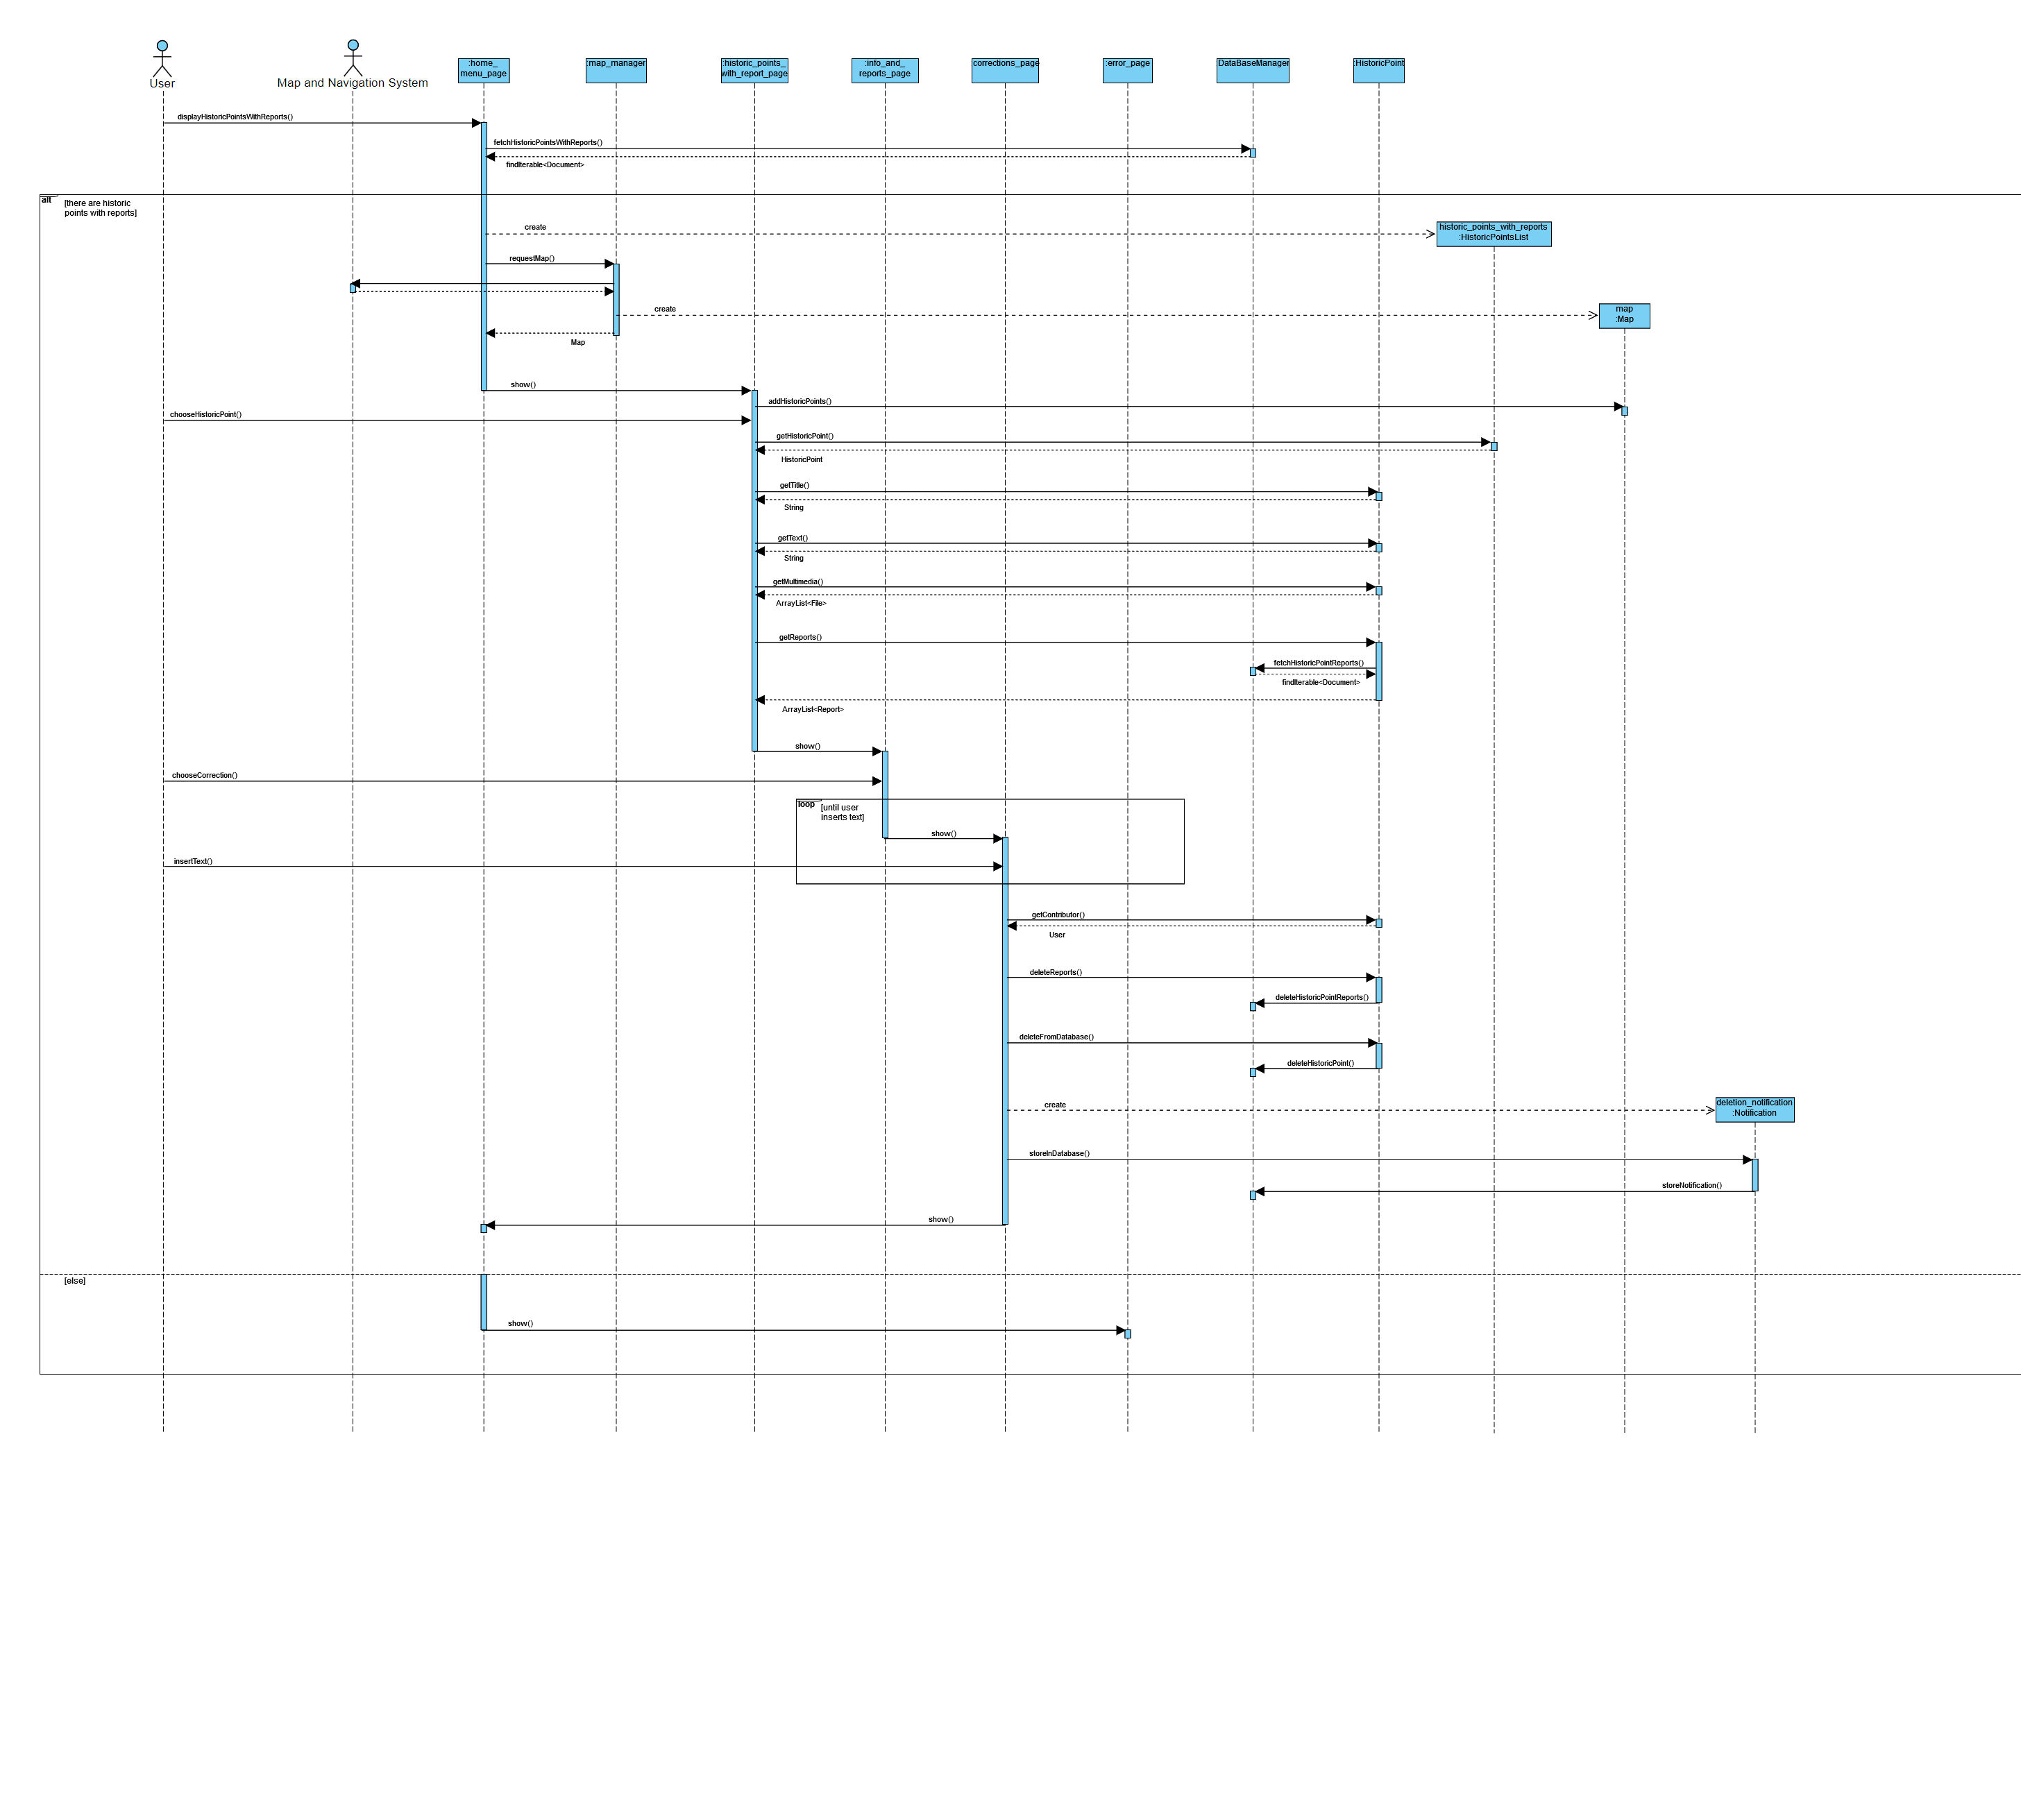 User
Map and Navigation System
:home_
menu_page
:map_manager
:historic_points_
with_report_page
:info_and_
reports_page
corrections_page
:error_page
DataBaseManager
:HistoricPoint
displayHistoricPointsWithReports()
fetchHistoricPointsWithReports()
findIterable<Document>
alt
[there are historic
points with reports]
create
historic_points_with_reports
:HistoricPointsList
requestMap()
create
map
:Map
Map
show()
addHistoricPoints()
chooseHistoricPoint()
getHistoricPoint()
HistoricPoint
getTitle()
String
getText()
String
getMultimedia()
ArrayList<File>
getReports()
fetchHistoricPointReports()
findIterable<Document>
ArrayList<Report>
show()
chooseCorrection()
loop
[until user
inserts text]
show()
insertText()
getContributor()
User
deleteReports()
deleteHistoricPointReports()
deleteFromDatabase()
deleteHistoricPoint()
create
deletion_notification
:Notification
storeInDatabase()
storeNotification()
show()
[else]
show()